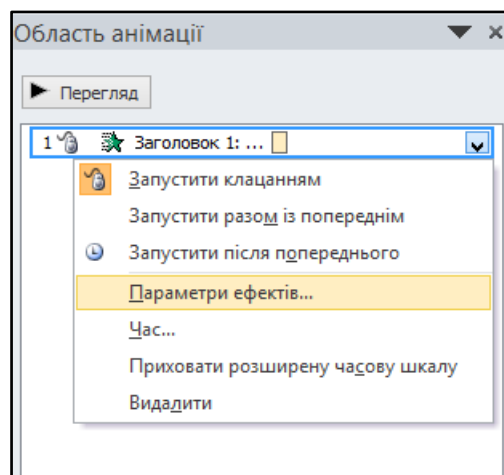 Область анімації
Перегляд
1 Заголовок 1: ...
Запустити клацанням
Запустити разом із попереднім
Запустити після попереднього
Параметри ефектів...
Час...
Приховати розширену часову шкалу
Видалити